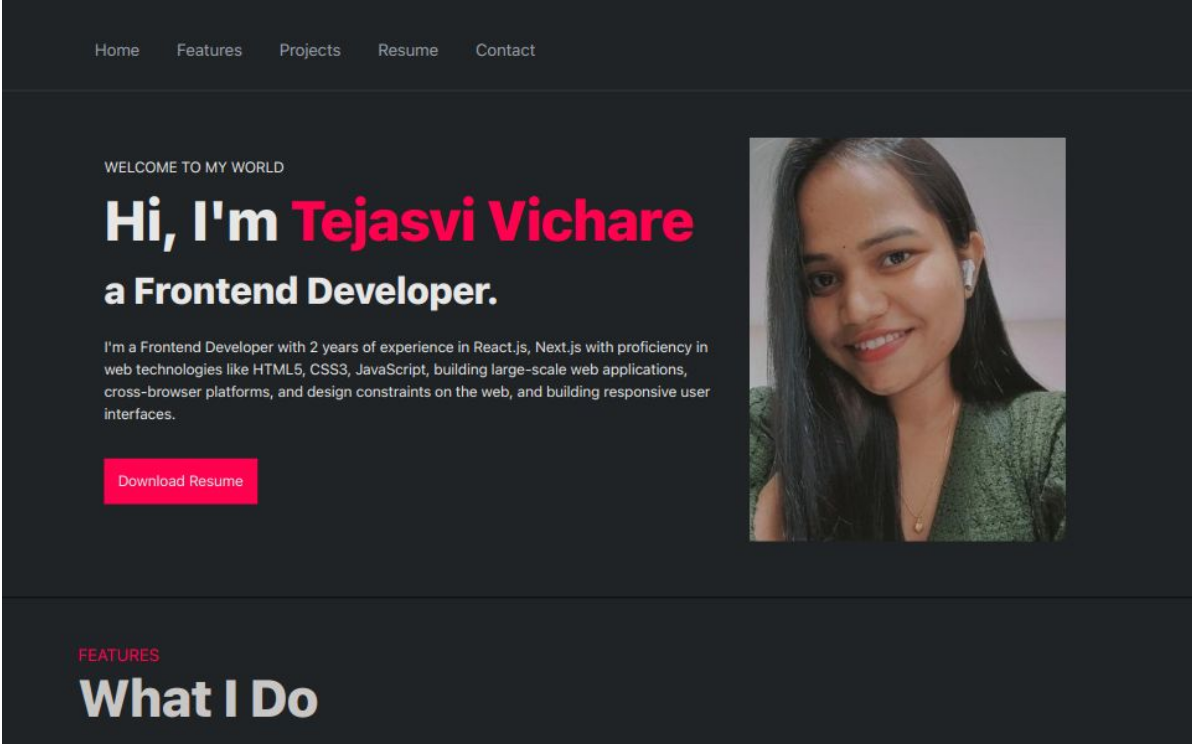 Home Features Projects Resume Contact
WELCOME TO MY WORLD
Hi, I'm Tejasvi Vichare
a Frontend Developer.
I'm a Frontend Developer with 2 years of experience in React.js, Next.js with proficiency in
web technologies like HTML5, CSS3, JavaScript, building large-scale web applications,
cross-browser platforms, and design constraints on the web, and building responsive user
interfaces.
Download Resume
FEATURES
What I Do